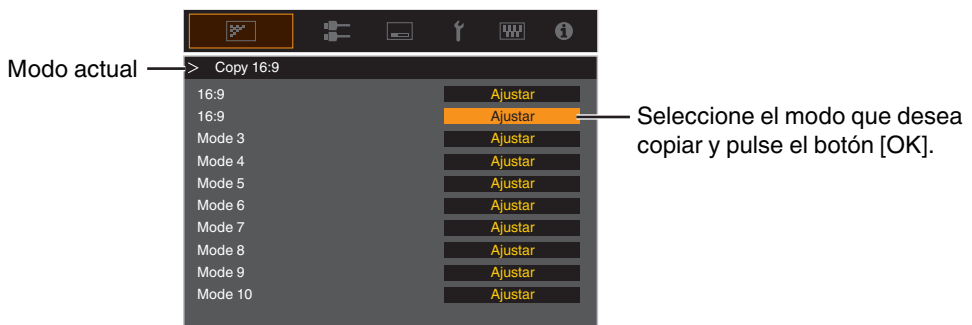 Modo actual
> Copy 16:9
16:9 Ajustar
16:9 Ajustar
Mode 3 Ajustar
Mode 4 Ajustar
Mode 5 Ajustar
Mode 6 Ajustar
Mode 7 Ajustar
Mode 8 Ajustar
Mode 9 Ajustar
Mode 10 Ajustar
Seleccione el modo que desea
copiar y pulse el botón [OK].